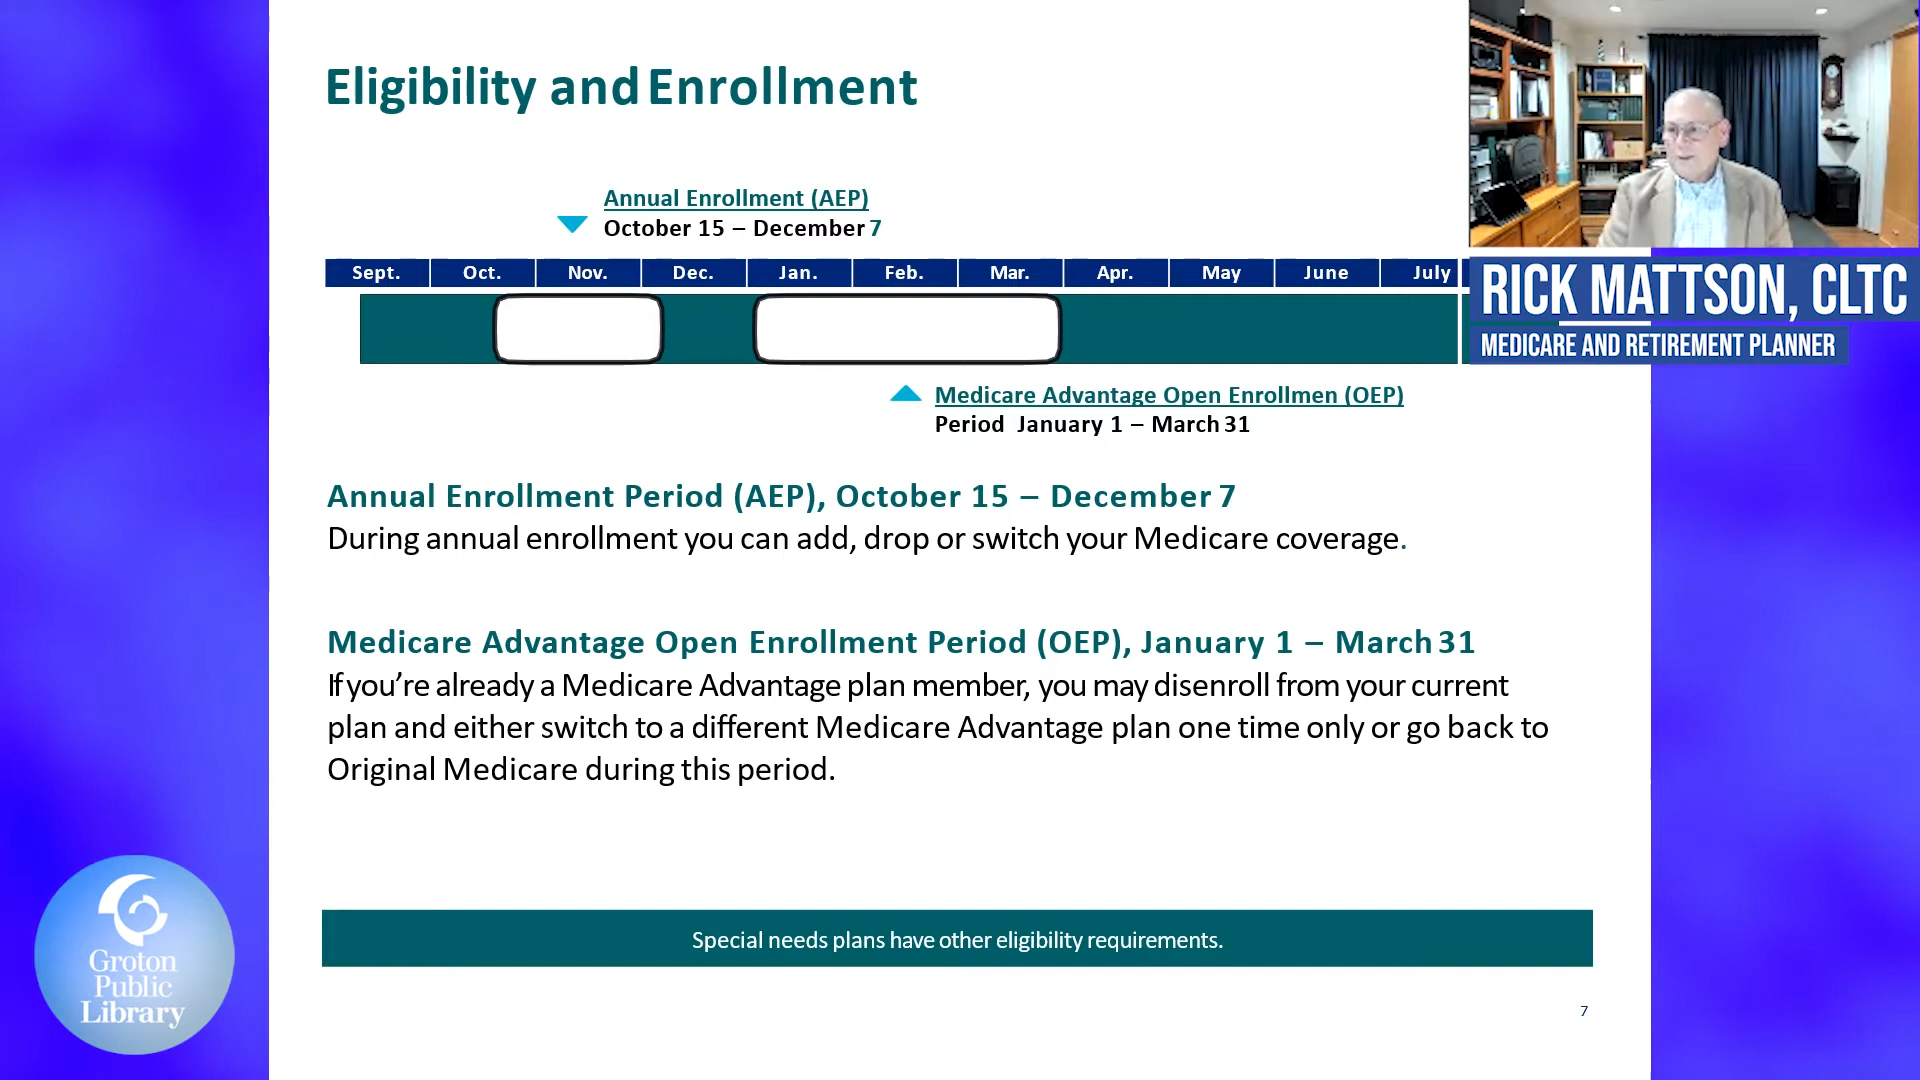 Eligibility and Enrollment
Annual Enrollment (AEP)
October 15 – December 7
Sept. Oct. Nov. Dec. Jan. Feb. Mar. Apr. May June July
RICK MATTSON, CLTC
MEDICARE AND RETIREMENT PLANNER
Medicare Advantage Open Enrollmen (OEP)
Period January 1 – March 31
Annual Enrollment Period (AEP), October 15 – December 7
During annual enrollment you can add, drop or switch your Medicare coverage.
Medicare Advantage Open Enrollment Period (OEP), January 1 – March 31
If you’re already a Medicare Advantage plan member, you may disenroll from your current
plan and either switch to a different Medicare Advantage plan one time only or go back to
Original Medicare during this period.
Special needs plans have other eligibility requirements.
Groton
Public
Library
7